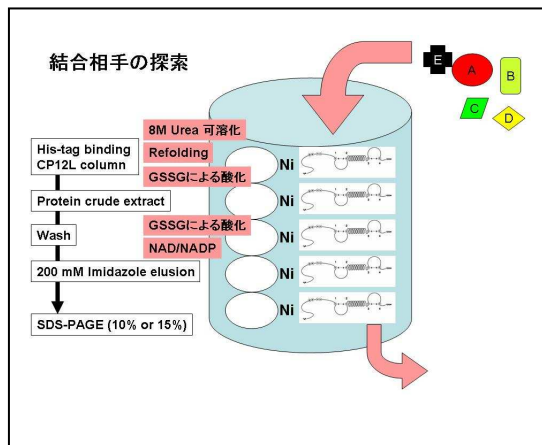 結合相手の探索
E
A
B
C
D
8M Urea 可溶化
His-tag binding
CP12L column
Refolding
GSSGによる酸化
Protein crude extract
GSSGによる酸化
Wash
NAD/NADP
200 mM Imidazole elusion
SDS-PAGE (10% or 15%)
Ni
Ni
Ni
Ni
Ni